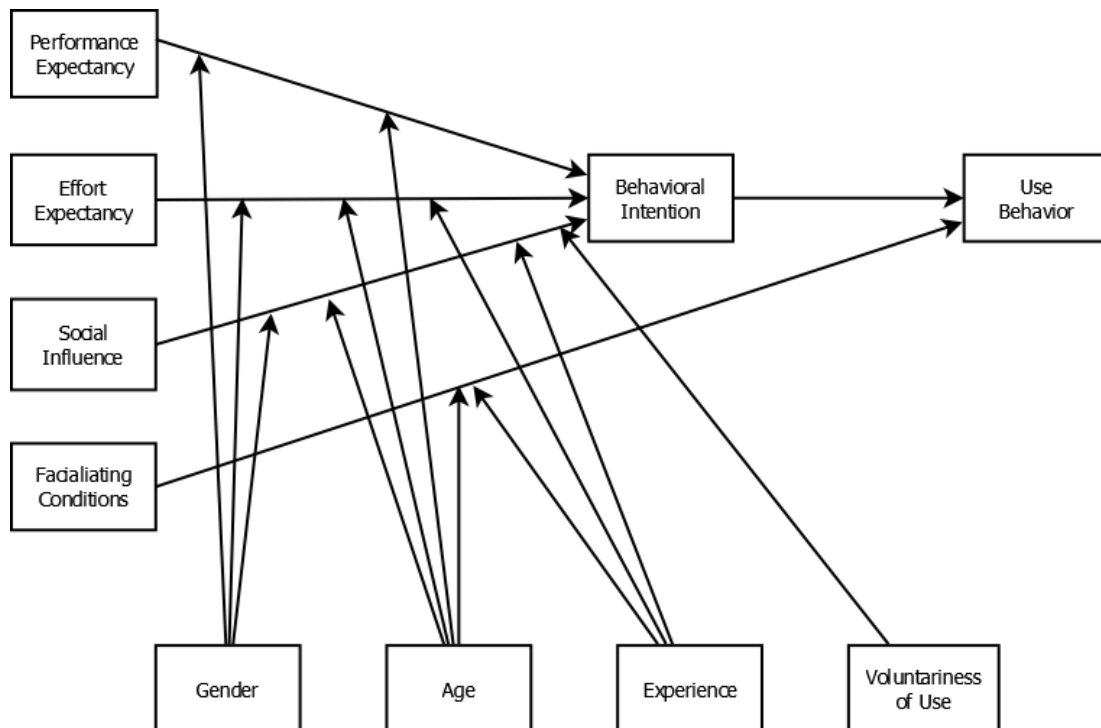 Performance
Expectancy
Effort
Expectancy
Behavioral
Intention
Use
Behavior
Social
Influence
Facialiating
Conditions
Gender
Age
Experience
Voluntariness
of Use